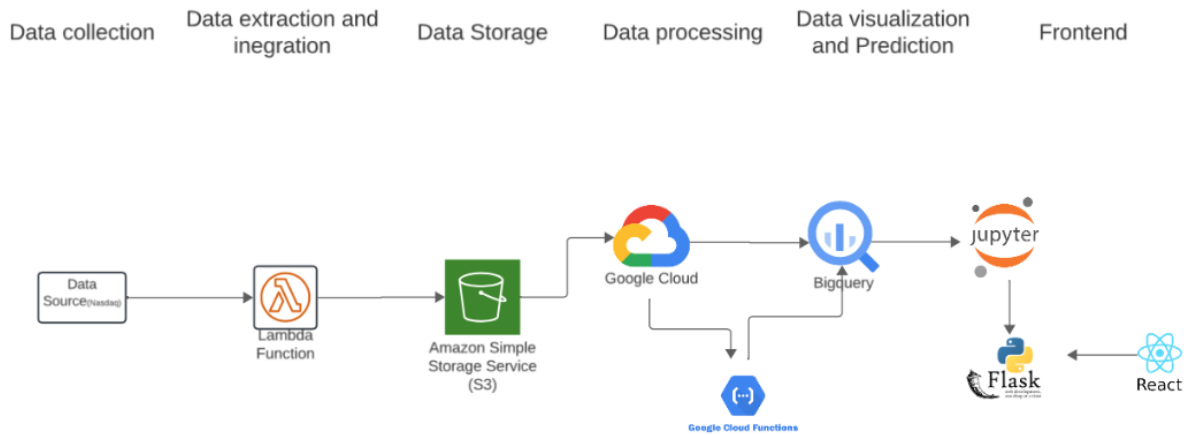 Data collection
Data extraction and
inegration
Data Storage
Data processing
Data visualization
and Prediction
Frontend
Data
Source(Nasdaq)
Lambda
Function
Amazon Simple
Storage Service
(S3)
Google Cloud
Google Cloud Functions
Bigquery
jupyter
Flask
React